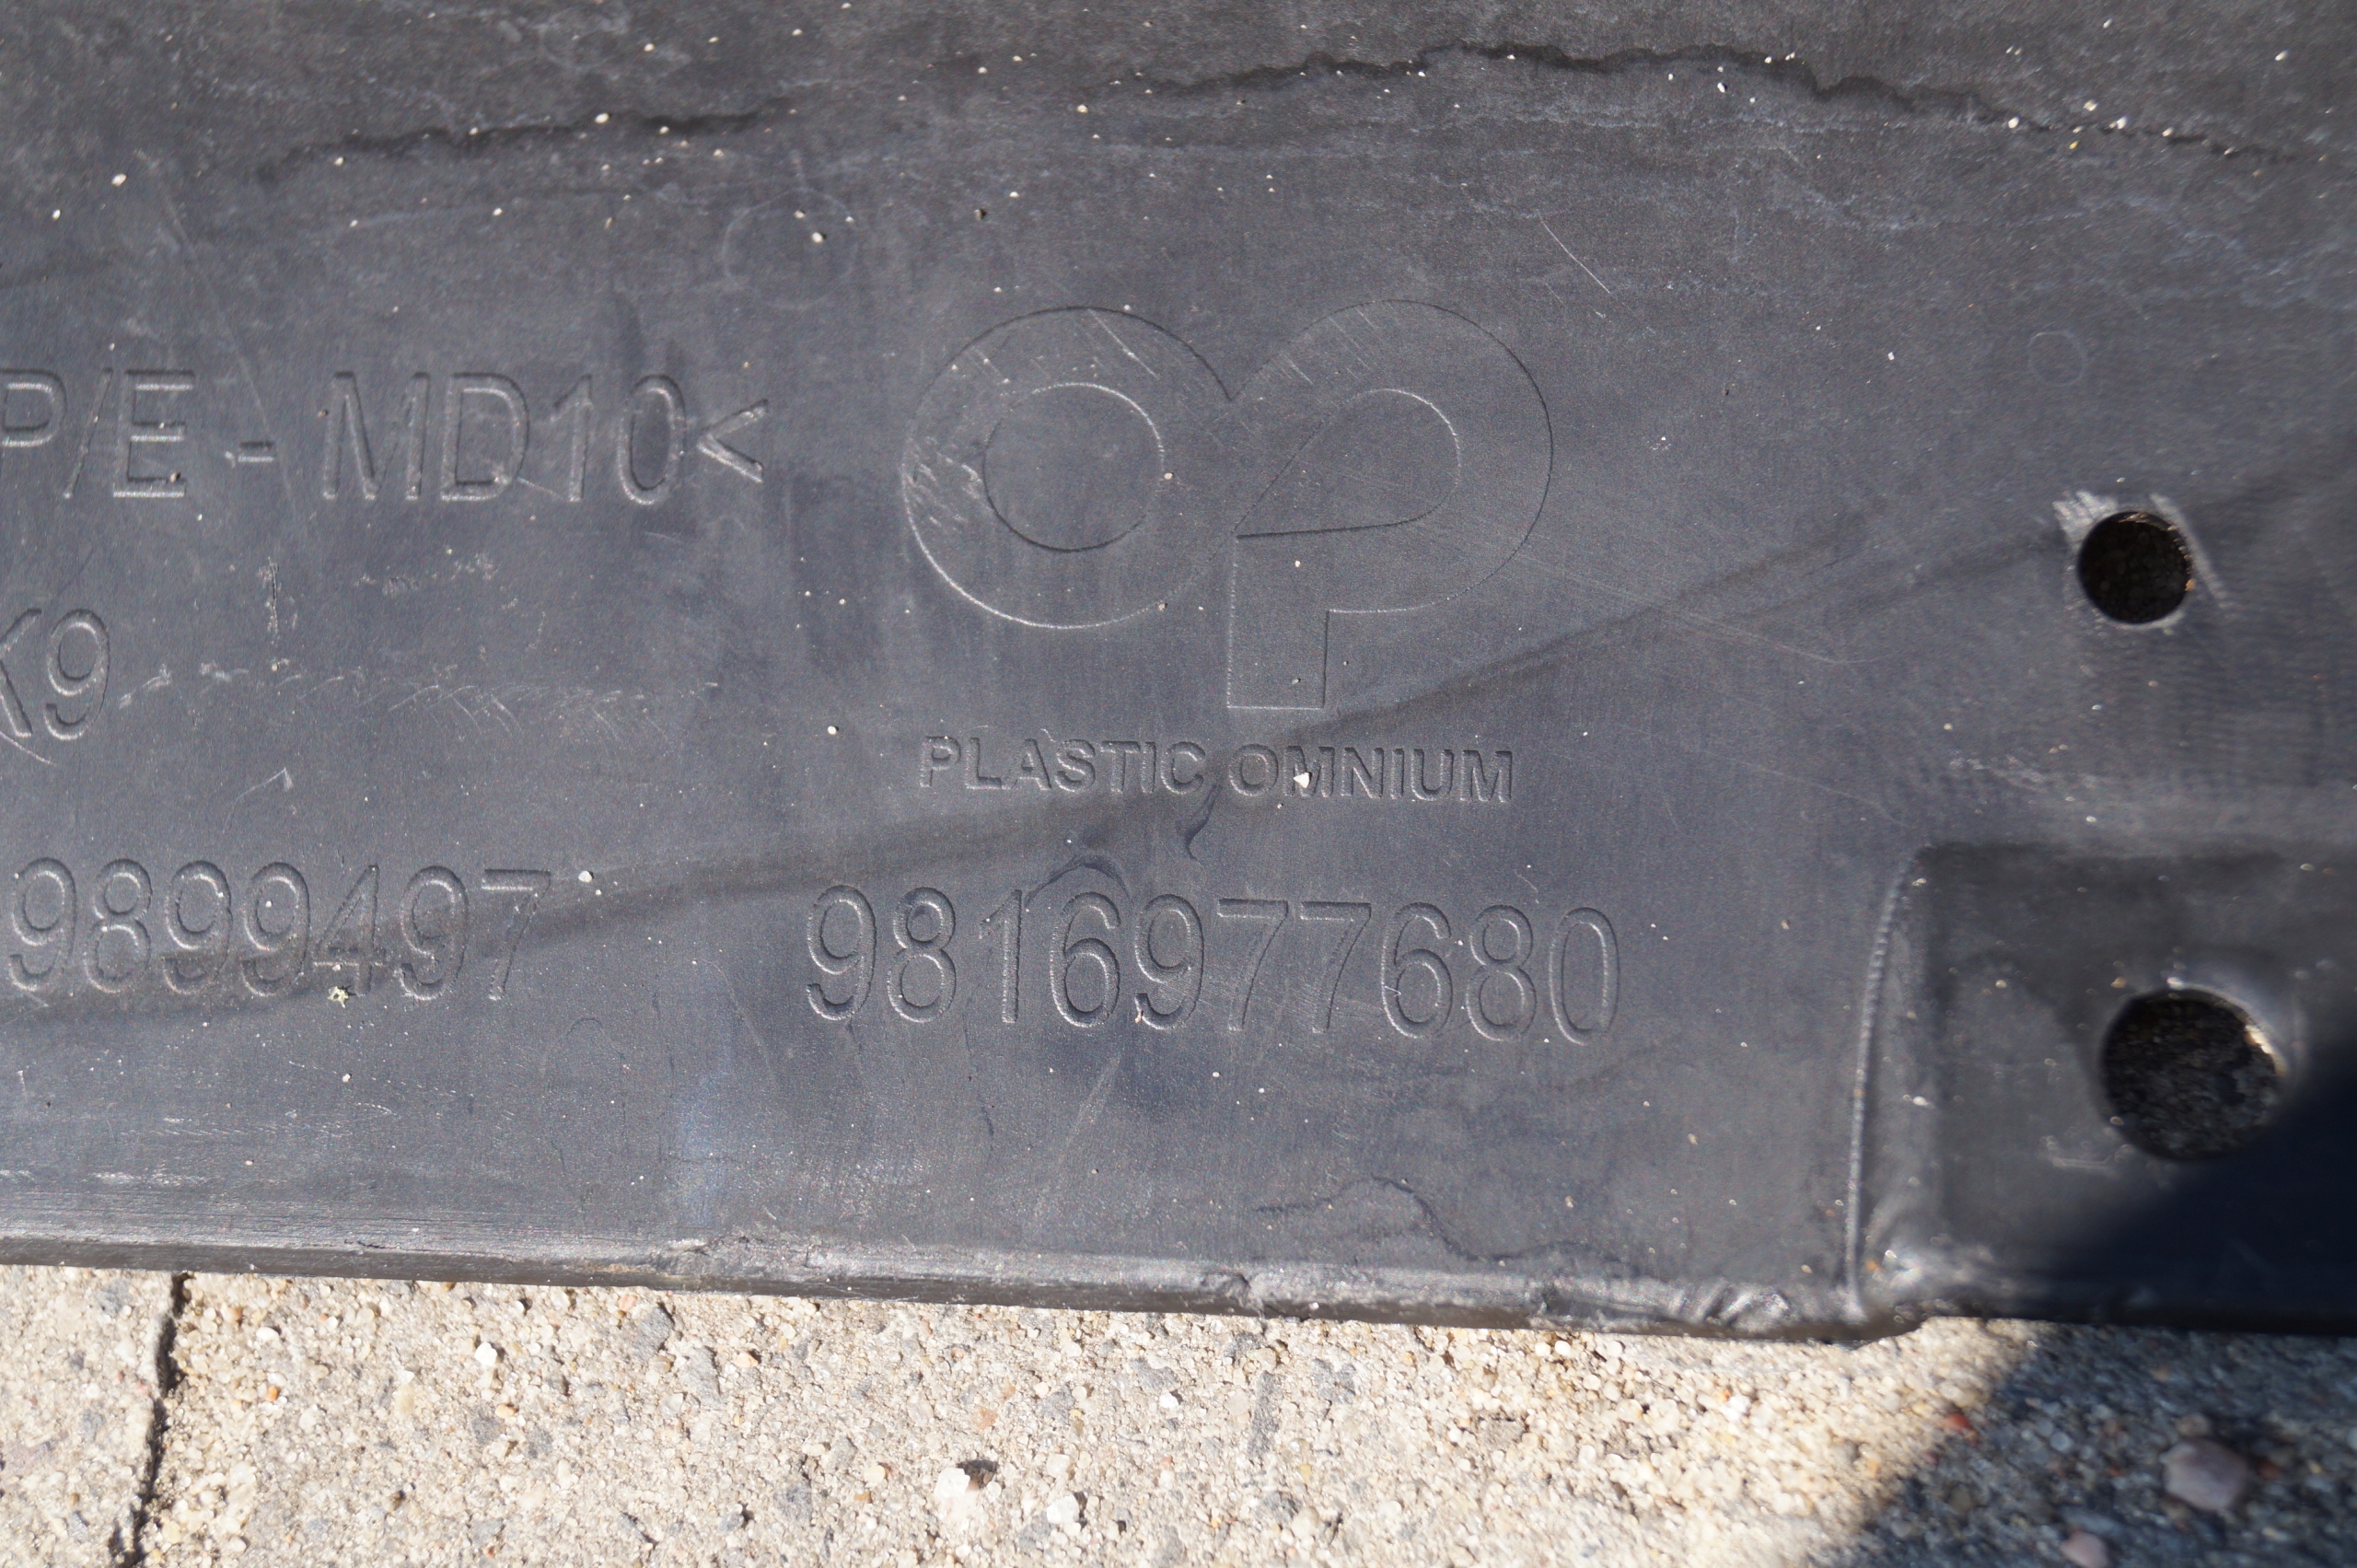 P/E - MD10<
K9
OP
PLASTIC OMNIUM
9899497
9816977680